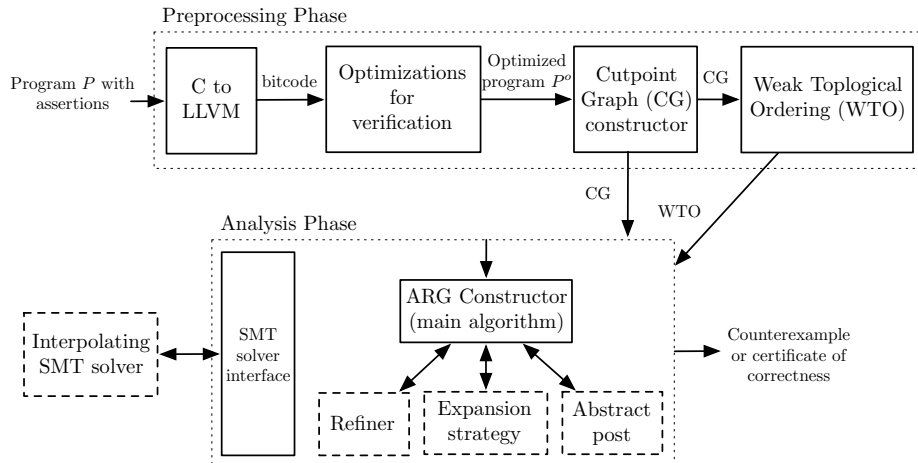 Preprocessing Phase
Program P with
assertions
C to
LLVM
bitcode
Optimizations
for
verification
Optimized
program Pᵒ
Cutpoint
Graph (CG)
constructor
CG
Weak Toplogical
Ordering (WTO)
CG
WTO
Analysis Phase
Interpolating
SMT solver
SMT
solver
interface
ARG Constructor
(main algorithm)
Refiner
Expansion
strategy
Abstract
post
Counterexample
or certificate of
correctness